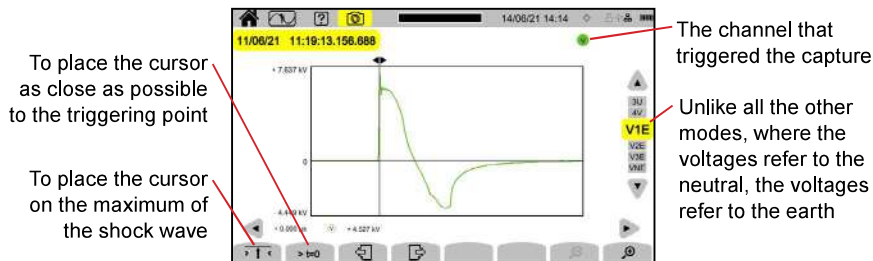 14/06/21 14:14
11/06/21 11:19:13.156.688
The channel that
triggered the capture
To place the cursor
as close as possible
to the triggering point
+ 7.637 kV
3U
4V
V1E
V2E
V3E
VNE
0
Unlike all the other
modes, where the
voltages refer to the
neutral, the voltages
refer to the earth
To place the cursor
on the maximum of
the shock wave
- 4.449 kV
+ 0.000 µs + 4.527 kV
> t=0